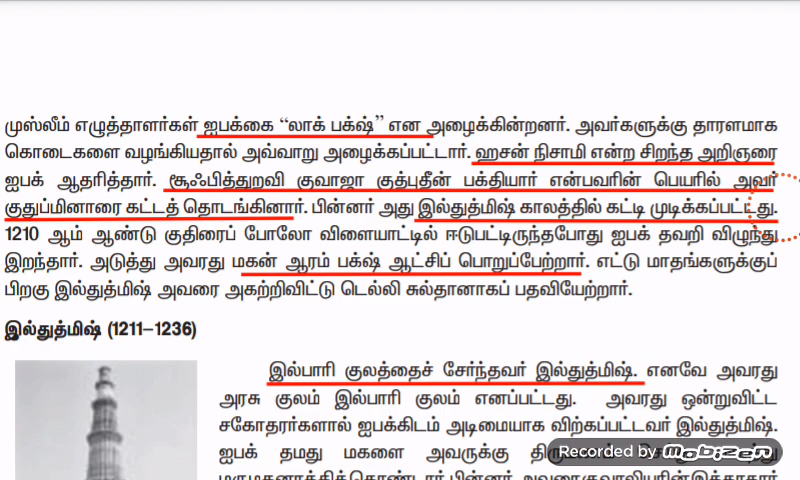 முஸ்லீம் எழுத்தாளர்கள் ஐபக்கை “லாக் பக்ஷ்” என அழைக்கின்றனர். அவர்களுக்கு தாரளமாக
கொடைகளை வழங்கியதால் அவ்வாறு அழைக்கப்பட்டார். ஹசன் நிசாமி என்ற சிறந்த அறிஞரை
ஐபக் ஆதரித்தார். சூஃபித்துறவி குவாஜா குத்புதீன் பக்தியார் என்பவரின் பெயரில் அவர்
குதுப்மினாரை கட்டத் தொடங்கினார். பின்னர் அது இல்துத்மிஷ் காலத்தில் கட்டி முடிக்கப்பட்டது.
1210 ஆம் ஆண்டு குதிரைப் போலோ விளையாட்டில் ஈடுபட்டிருந்தபோது ஐபக் தவறி விழுந்து
இறந்தார். அடுத்து அவரது மகன் ஆரம் பக்ஷ் ஆட்சிப் பொறுப்பேற்றார். எட்டு மாதங்களுக்குப்
பிறகு இல்துத்மிஷ் அவரை அகற்றிவிட்டு டெல்லி சுல்தானாகப் பதவியேற்றார்.
இல்துத்மிஷ் (1211–1236)
இல்பாரி குலத்தைச் சேர்ந்தவர் இல்துத்மிஷ். எனவே அவரது
அரசு குலம் இல்பாரி குலம் எனப்பட்டது. அவரது ஒன்றுவிட்ட
சகோதரர்களால் ஐபக்கிடம் அடிமையாக விற்கப்பட்டவர் இல்துத்மிஷ்.
ஐபக் தமது மகளை அவருக்கு
Recorded by Mobizen